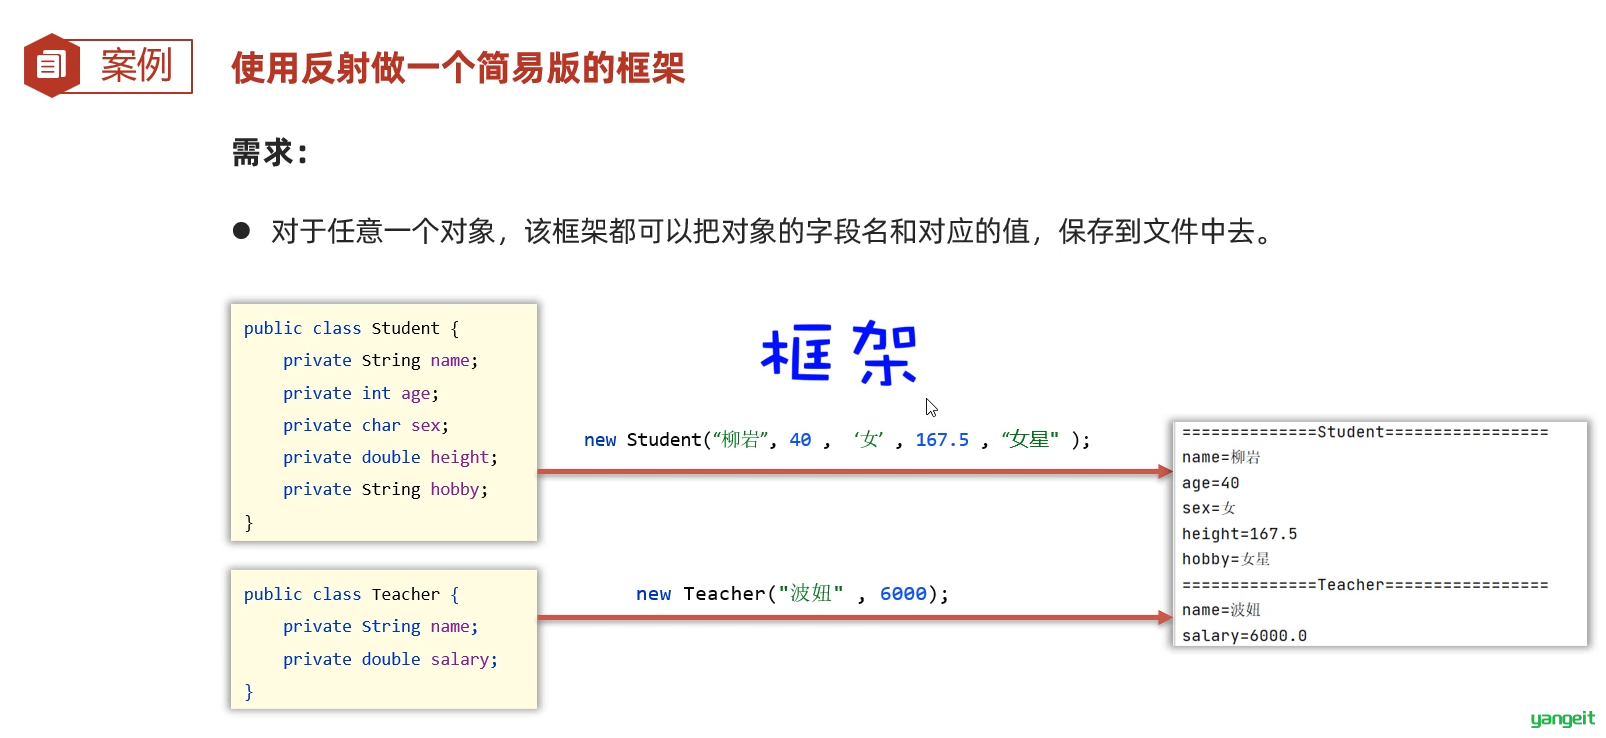 案例
使用反射做一个简易版的框架
需求：
● 对于任意一个对象，该框架都可以把对象的字段名和对应的值，保存到文件中去。
public class Student {
private String name;
private int age;
private char sex;
private double height;
private String hobby;
}
框架
new Student(“柳岩”, 40 , ‘女’ , 167.5 , “女星" );
==============Student=================
name=柳岩
age=40
sex=女
height=167.5
hobby=女星
==============Teacher=================
name=波妞
salary=6000.0
public class Teacher {
private String name;
private double salary;
}
new Teacher("波妞" , 6000);
yangeit